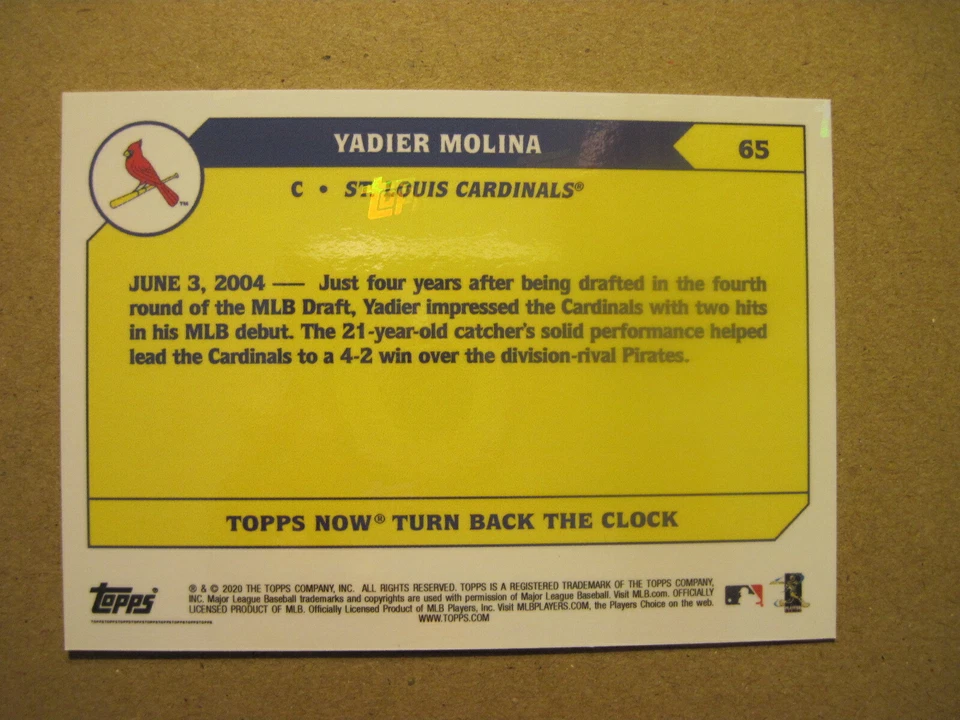 YADIER MOLINA
65
C • ST. LOUIS CARDINALS®
JUNE 3, 2004 — Just four years after being drafted in the fourth
round of the MLB Draft, Yadier impressed the Cardinals with two hits
in his MLB debut. The 21-year-old catcher's solid performance helped
lead the Cardinals to a 4-2 win over the division-rival Pirates.
TOPPS NOW® TURN BACK THE CLOCK
topps
® & © 2020 THE TOPPS COMPANY, INC. ALL RIGHTS RESERVED. TOPPS IS A REGISTERED TRADEMARK OF THE TOPPS COMPANY,
INC. Major League Baseball trademarks and copyrights are used with permission of Major League Baseball. Visit MLB.com. OFFICIALLY
LICENSED PRODUCT OF MLB. Officially Licensed Product of MLB Players, Inc. Visit MLBPLAYERS.COM, the Players Choice on the web.
WWW.TOPPS.COM